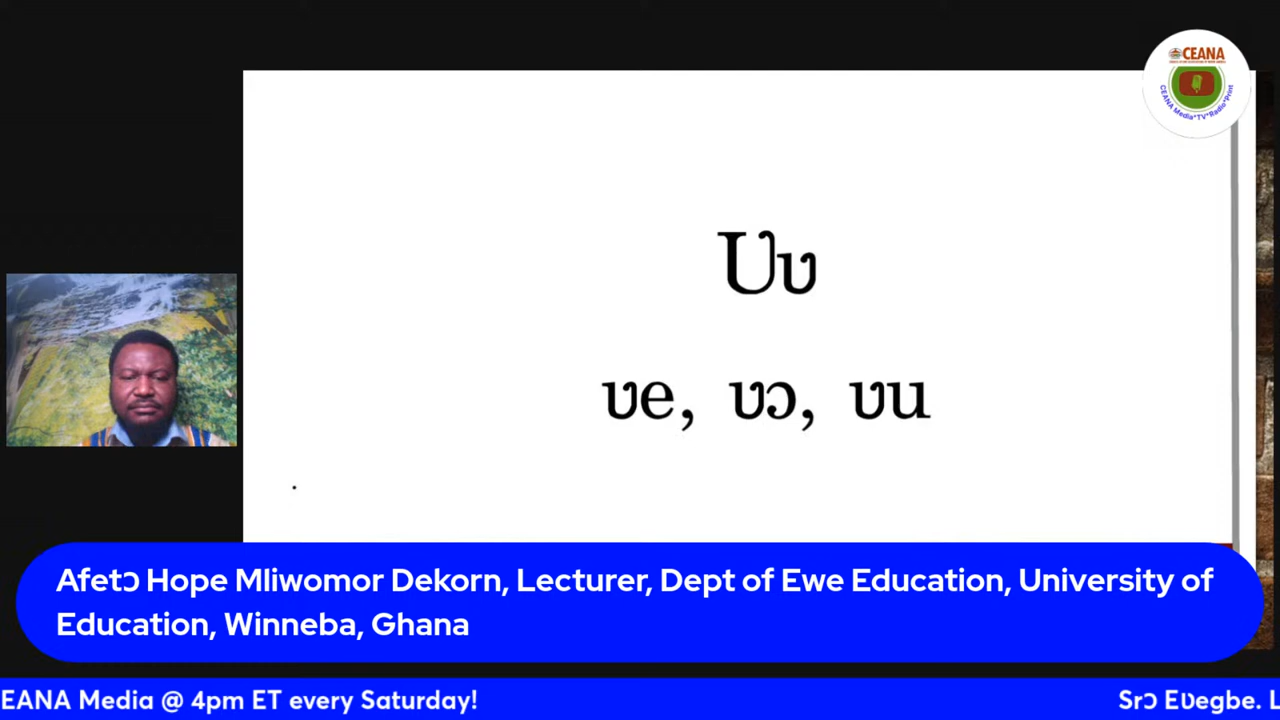 CEANA
CEANA Media*TV*Radio*Print
Ʋʋ
ʋe, ʋɔ, ʋu
Afetɔ Hope Mliwomor Dekorn, Lecturer, Dept of Ewe Education, University of
Education, Winneba, Ghana
EANA Media @ 4pm ET every Saturday!
Srɔ Eʋegbe. L